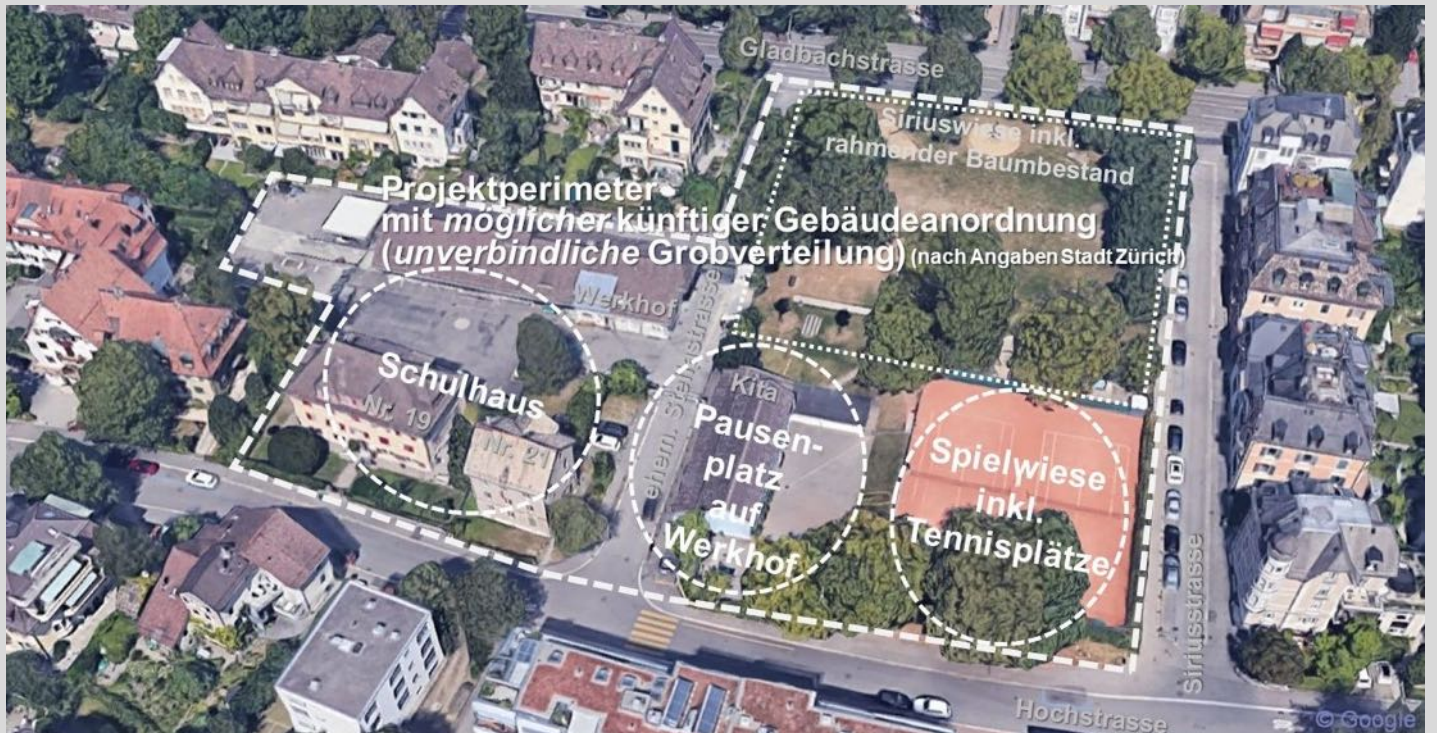 Gladbachstrasse
Siriuswiese inkl.
rahmender Baumbestand
Projektperimeter
mit möglicher künftiger Gebäudeanordnung
(unverbindliche Grobverteilung) (nach Angaben Stadt Zürich)
Werkhof
ehem. Sternstrasse
Schulhaus
Nr. 19
Nr. 21
Kita
Pausen-
platz
auf
Werkhof
Spielwiese
inkl.
Tennisplätze
Siriusstrasse
Hochstrasse
© Google